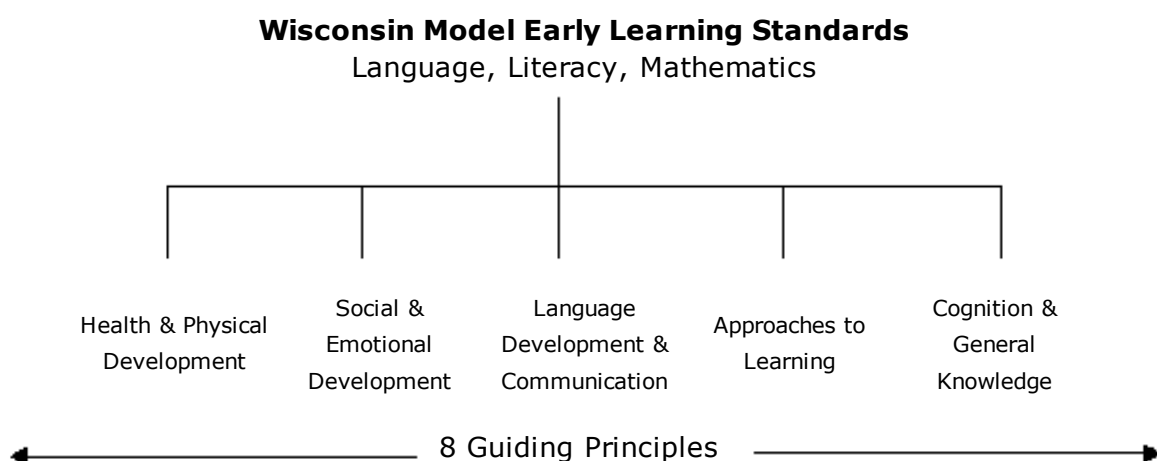 Wisconsin Model Early Learning Standards
Language, Literacy, Mathematics
Health & Physical
Development
Social &
Emotional
Development
Language
Development &
Communication
Approaches to
Learning
Cognition &
General
Knowledge
8 Guiding Principles